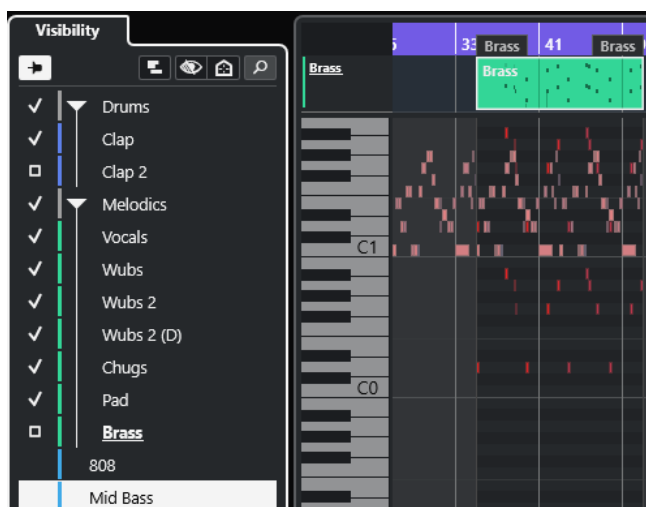 Visibility
Drums
Clap
Clap 2
Melodics
Vocals
Wubs
Wubs 2
Wubs 2 (D)
Chugs
Pad
Brass
808
Mid Bass
5 33 Brass 41 Brass
Brass
Brass
C1
C0